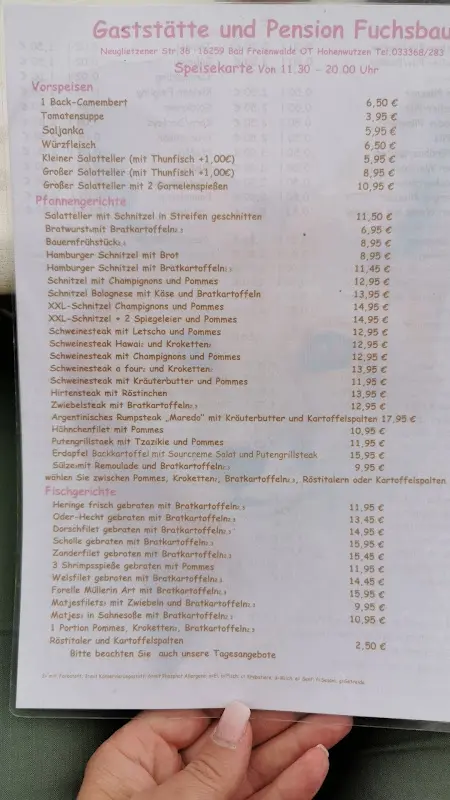 Gaststätte und Pension Fuchsbau
Neuglietzener Str 36, 16259 Bad Freienwalde OT Hohenwutzen Tel.033368/283
Speisekarte Von 11.30 - 20.00 Uhr
Vorspeisen
1 Back-Camembert 6,50 €
Tomatensuppe 3,95 €
Soljanka 5,95 €
Würzfleisch 6,50 €
Kleiner Salatteller (mit Thunfisch +1,00€) 5,95 €
Großer Salatteller (mit Thunfisch +1,00€) 8,95 €
Großer Salatteller mit 2 Garnelenspießen 10,95 €
Pfannengerichte
Salatteller mit Schnitzel in Streifen geschnitten 11,50 €
Bratwurst mit Bratkartoffeln 6,95 €
Bauernfrühstück 8,95 €
Hamburger Schnitzel mit Brot 8,95 €
Hamburger Schnitzel mit Bratkartoffeln 11,45 €
Schnitzel mit Champignons und Pommes 12,95 €
Schnitzel Bolognese mit Käse und Bratkartoffeln 13,95 €
XXL-Schnitzel Champignons und Pommes 14,95 €
XXL-Schnitzel + 2 Spiegeleier und Pommes 14,95 €
Schweinesteak mit Letscho und Pommes 12,95 €
Schweinesteak Hawaii und Kroketten 12,95 €
Schweinesteak mit Champignons und Pommes 12,95 €
Schweinesteak a four und Kroketten 13,95 €
Schweinesteak mit Kräuterbutter und Pommes 11,95 €
Hirtensteak mit Röstinchen 13,95 €
Zwiebelsteak mit Bratkartoffeln 12,95 €
Argentinisches Rumpsteak „Maredo" mit Kräuterbutter und Kartoffelspalten 17,95 €
Hähnchenfilet mit Pommes 10,95 €
Putengrillsteak mit Tzazikie und Pommes 11,95 €
Erdapfel Backkartoffel mit Sourcreme Salat und Putengrillsteak 15,95 €
Sülze mit Remoulade und Bratkartoffeln 9,95 €
wählen Sie zwischen Pommes, Kroketten, Bratkartoffeln, Röstitalern oder Kartoffelspalten
Fischgerichte
Heringe frisch gebraten mit Bratkartoffeln 11,95 €
Oder-Hecht gebraten mit Bratkartoffeln 13,45 €
Dorschfilet gebraten mit Bratkartoffeln 14,95 €
Scholle gebraten mit Bratkartoffeln 15,95 €
Zanderfilet gebraten mit Bratkartoffeln 15,45 €
3 Shrimpsspieße gebraten mit Pommes 11,95 €
Welsfilet gebraten mit Bratkartoffeln 14,45 €
Forelle Müllerin Art mit Bratkartoffeln 15,95 €
Matjesfilets mit Zwiebeln und Bratkartoffeln 9,95 €
Matjes in Sahnesoße mit Bratkartoffeln 10,95 €
1 Portion Pommes, Kroketten, Bratkartoffeln
Röstitaler und Kartoffelspalten 2,50 €
Bitte beachten Sie auch unsere Tagesangebote